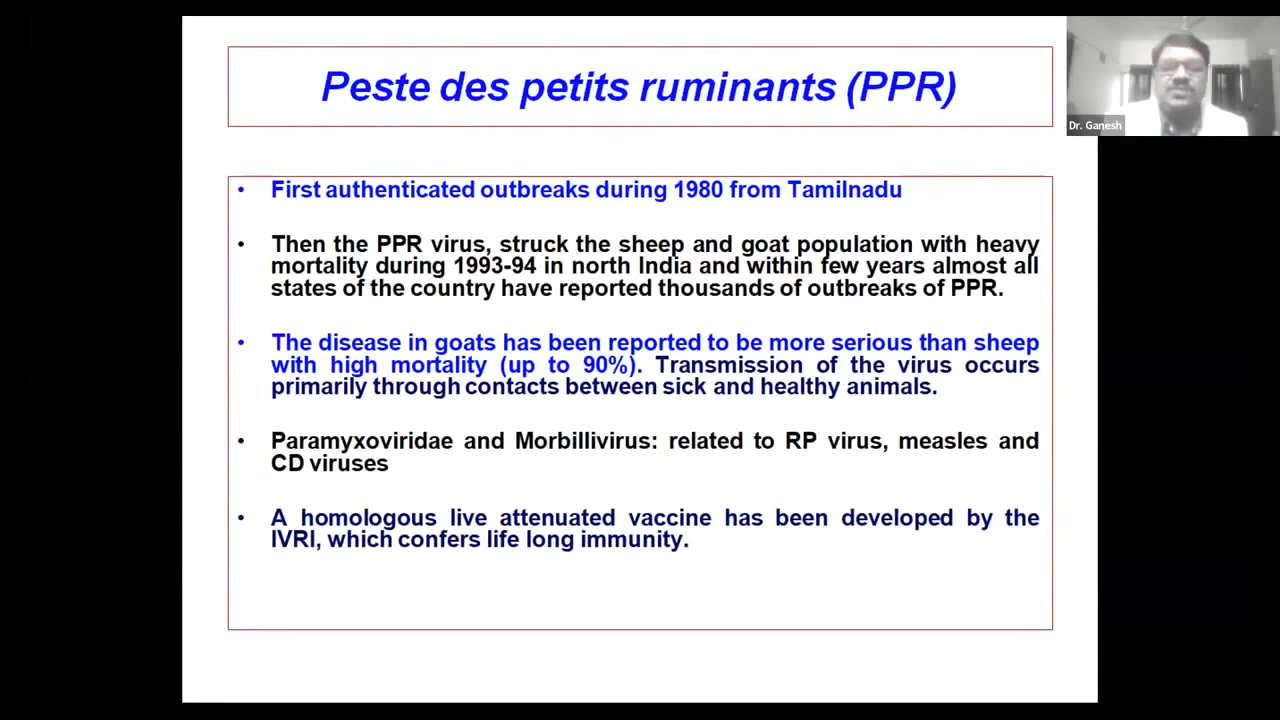 Peste des petits ruminants (PPR)
Dr. Ganesh
• First authenticated outbreaks during 1980 from Tamilnadu
• Then the PPR virus, struck the sheep and goat population with heavy
mortality during 1993-94 in north India and within few years almost all
states of the country have reported thousands of outbreaks of PPR.
• The disease in goats has been reported to be more serious than sheep
with high mortality (up to 90%). Transmission of the virus occurs
primarily through contacts between sick and healthy animals.
• Paramyxoviridae and Morbillivirus: related to RP virus, measles and
CD viruses
• A homologous live attenuated vaccine has been developed by the
IVRI, which confers life long immunity.